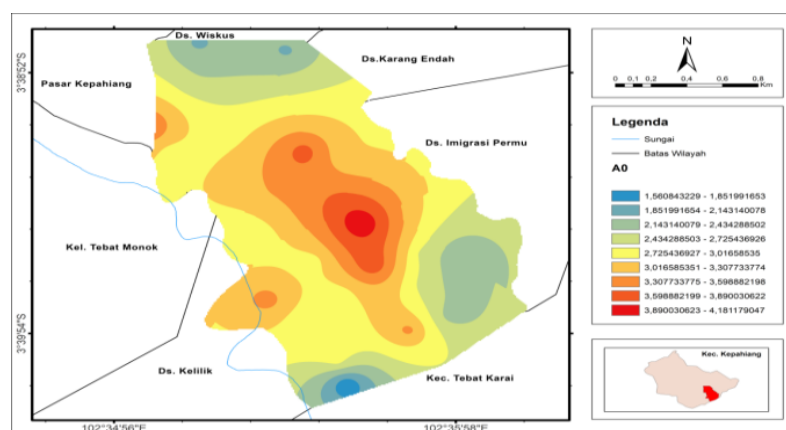 Ds. Wiskus
Ds.Karang Endah
Pasar Kepahiang
Ds. Imigrasi Permu
Kel. Tebat Monok
Ds. Kelilik
Kec. Tebat Karai
3°38'52"S
3°39'54"S
102°34'56"E
102°35'58"E
N
0 0.1 0.2 0.4 0.6 0.8
Km
Legenda
Sungai
Batas Wilayah
A0
1,560843229 - 1,851991653
1,851991654 - 2,143140078
2,143140079 - 2,434288502
2,434288503 - 2,725436926
2,725436927 - 3,01658535
3,016585351 - 3,307733774
3,307733775 - 3,598882198
3,598882199 - 3,890030622
3,890030623 - 4,181179047
Kec. Kepahiang